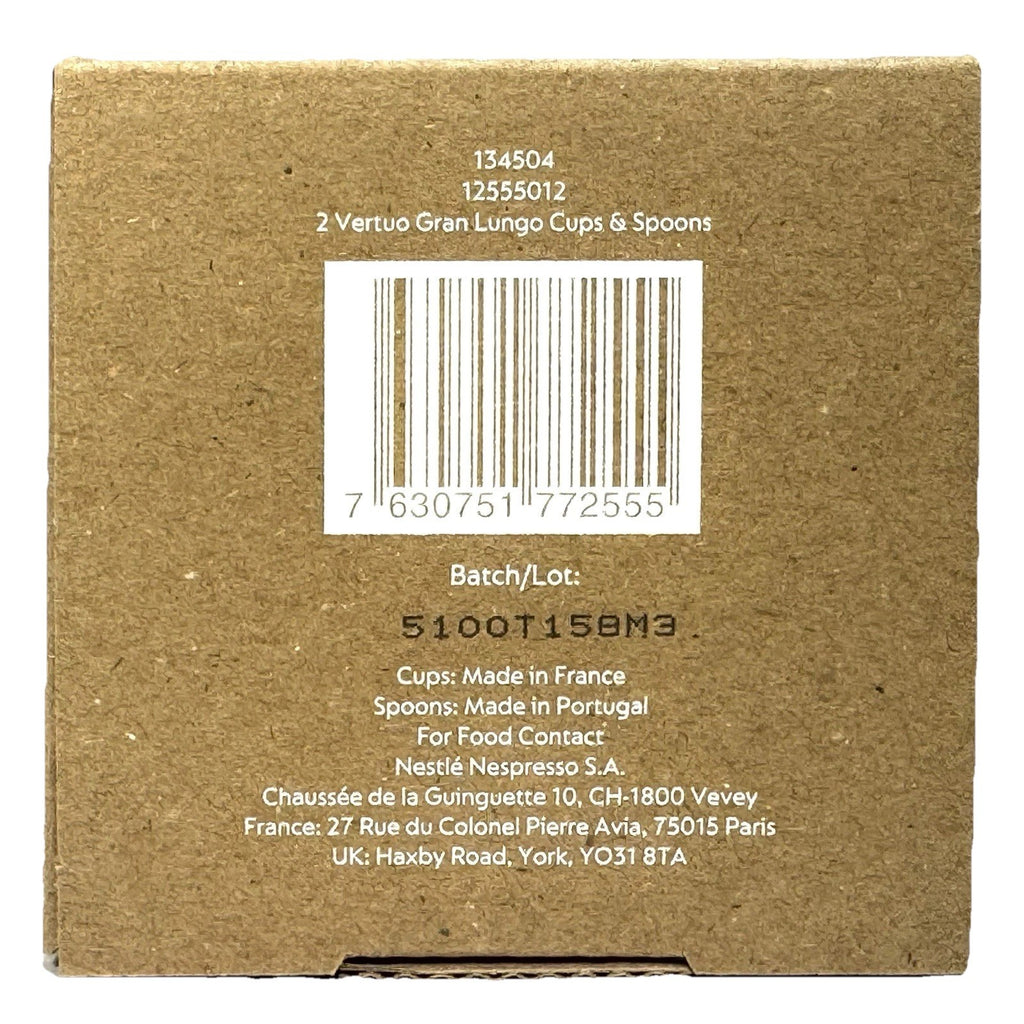 134504
12555012
2 Vertuo Gran Lungo Cups & Spoons
7 630751 772555
Batch/Lot:
5100T158M3
Cups: Made in France
Spoons: Made in Portugal
For Food Contact
Nestlé Nespresso S.A.
Chaussée de la Guinguette 10, CH-1800 Vevey
France: 27 Rue du Colonel Pierre Avia, 75015 Paris
UK: Haxby Road, York, YO31 8TA